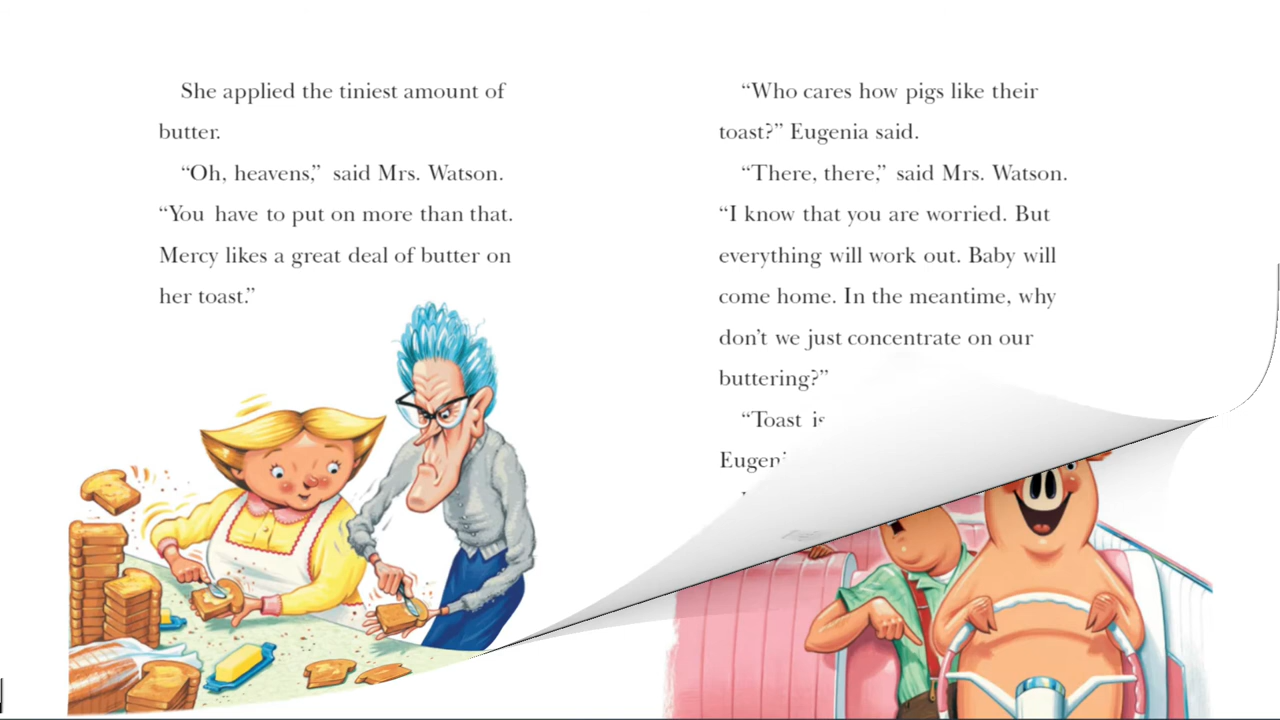 She applied the tiniest amount of
butter.
“Oh, heavens,” said Mrs. Watson.
“You have to put on more than that.
Mercy likes a great deal of butter on
her toast.”
“Who cares how pigs like their
toast?” Eugenia said.
“There, there,” said Mrs. Watson.
“I know that you are worried. But
everything will work out. Baby will
come home. In the meantime, why
don’t we just concentrate on our
buttering?”
“Toast